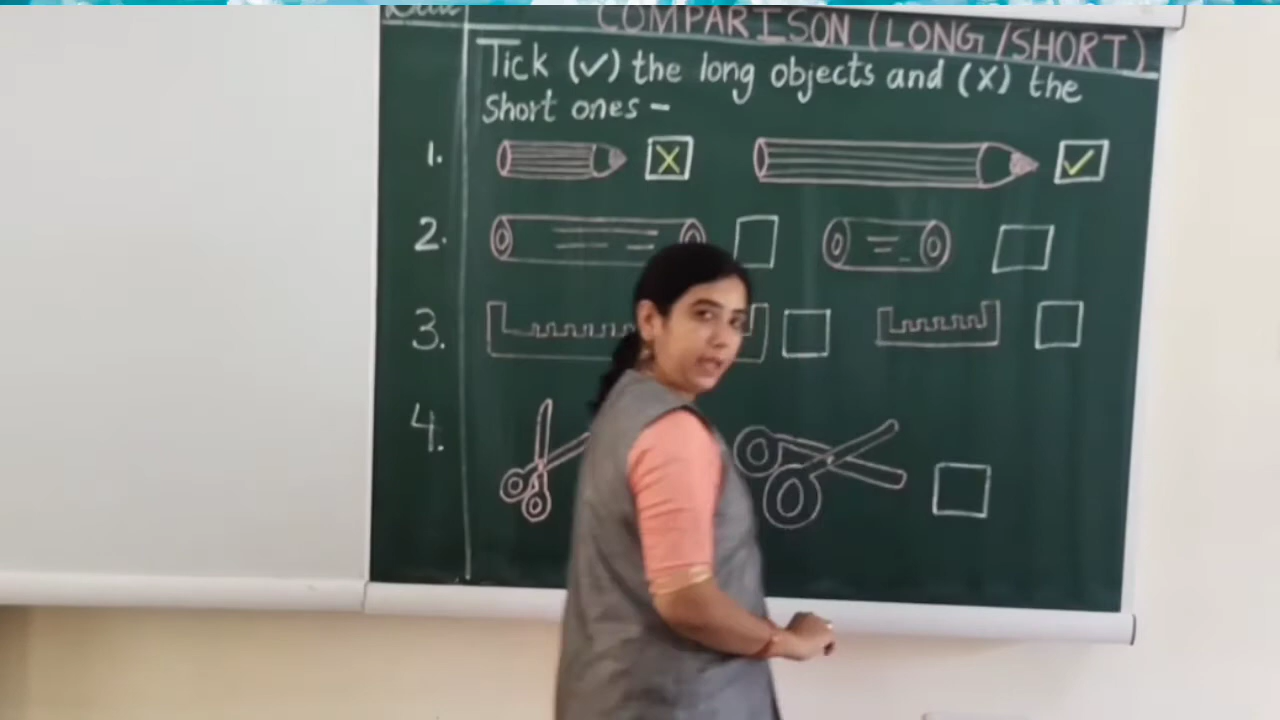 COMPARISON (LONG/SHORT)
Tick (✓) the long objects and (X) the
short ones -
1. X ✓
2.
3.
4.